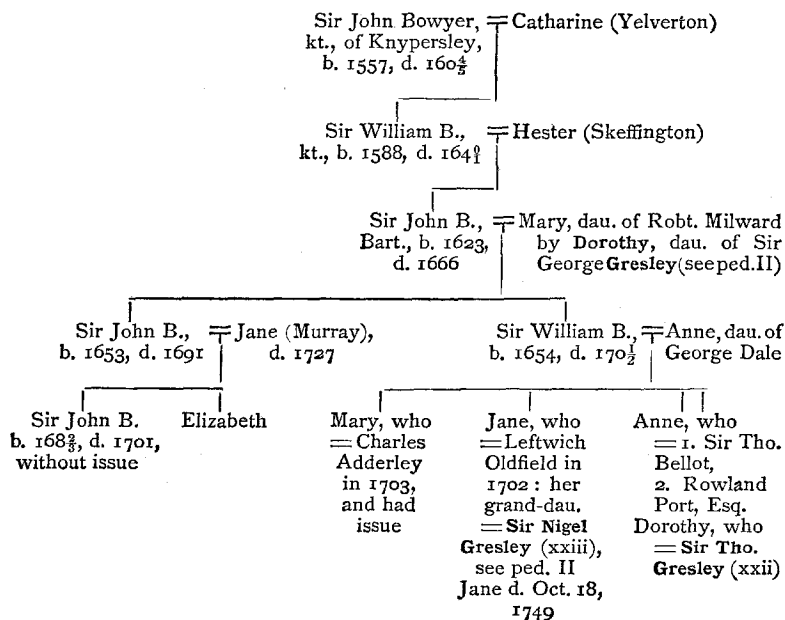 Sir John Bowyer, = Catharine (Yelverton)
kt., of Knypersley,
b. 1557, d. 160⅘
Sir William B., = Hester (Skeffington)
kt., b. 1588, d. 164⁰⁄₁
Sir John B., = Mary, dau. of Robt. Milward
Bart., b. 1623, by Dorothy, dau. of Sir
d. 1666 George Gresley (see ped. II)
Sir John B., = Jane (Murray),
b. 1653, d. 1691 d. 1727
Sir William B., = Anne, dau. of
b. 1654, d. 170½ George Dale
Sir John B.
b. 168⅔, d. 1701,
without issue
Elizabeth
Mary, who
= Charles
Adderley
in 1703,
and had
issue
Jane, who
= Leftwich
Oldfield in
1702 : her
grand-dau.
= Sir Nigel
Gresley (xxiii),
see ped. II
Jane d. Oct. 18,
1749
Anne, who
= 1. Sir Tho.
Bellot,
2. Rowland
Port, Esq.
Dorothy, who
= Sir Tho.
Gresley (xxii)